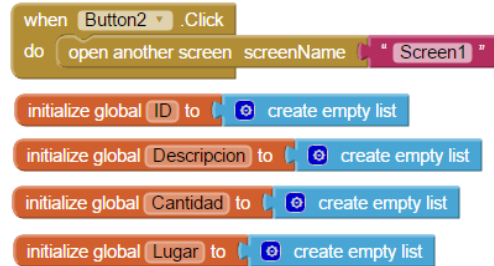 when Button2 .Click
do open another screen screenName " Screen1 "
initialize global ID to create empty list
initialize global Descripcion to create empty list
initialize global Cantidad to create empty list
initialize global Lugar to create empty list